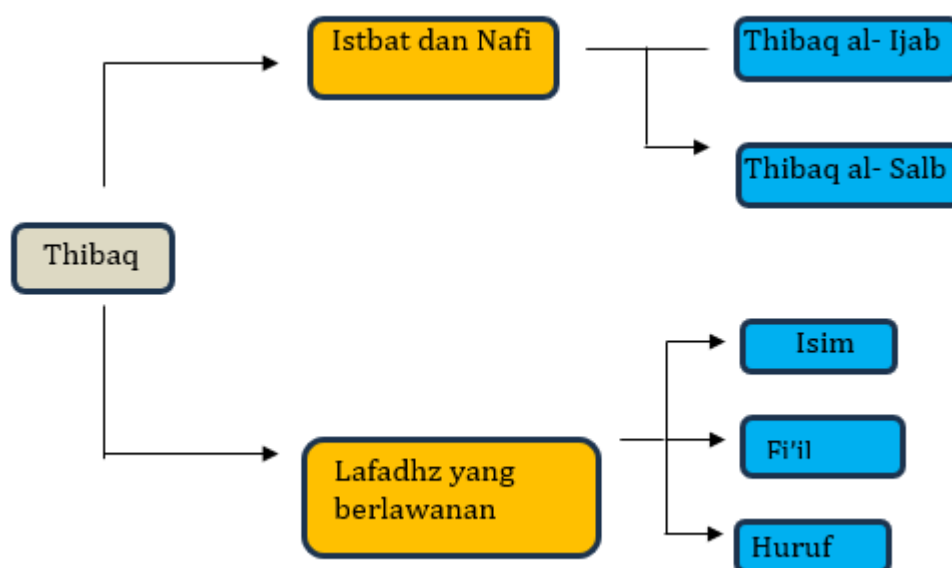 Istbat dan Nafi
Thibaq al- Ijab
Thibaq al- Salb
Thibaq
Isim
Fi'il
Lafadhz yang
berlawanan
Huruf